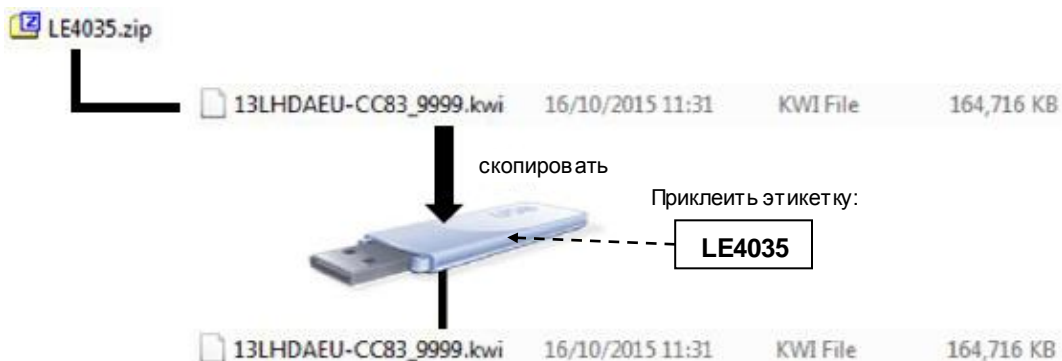 LE4035.zip
13LHDAEU-CC83_9999.kwi 16/10/2015 11:31 KWI File 164,716 KB
скопировать
Приклеить этикетку:
LE4035
13LHDAEU-CC83_9999.kwi 16/10/2015 11:31 KWI File 164,716 KB